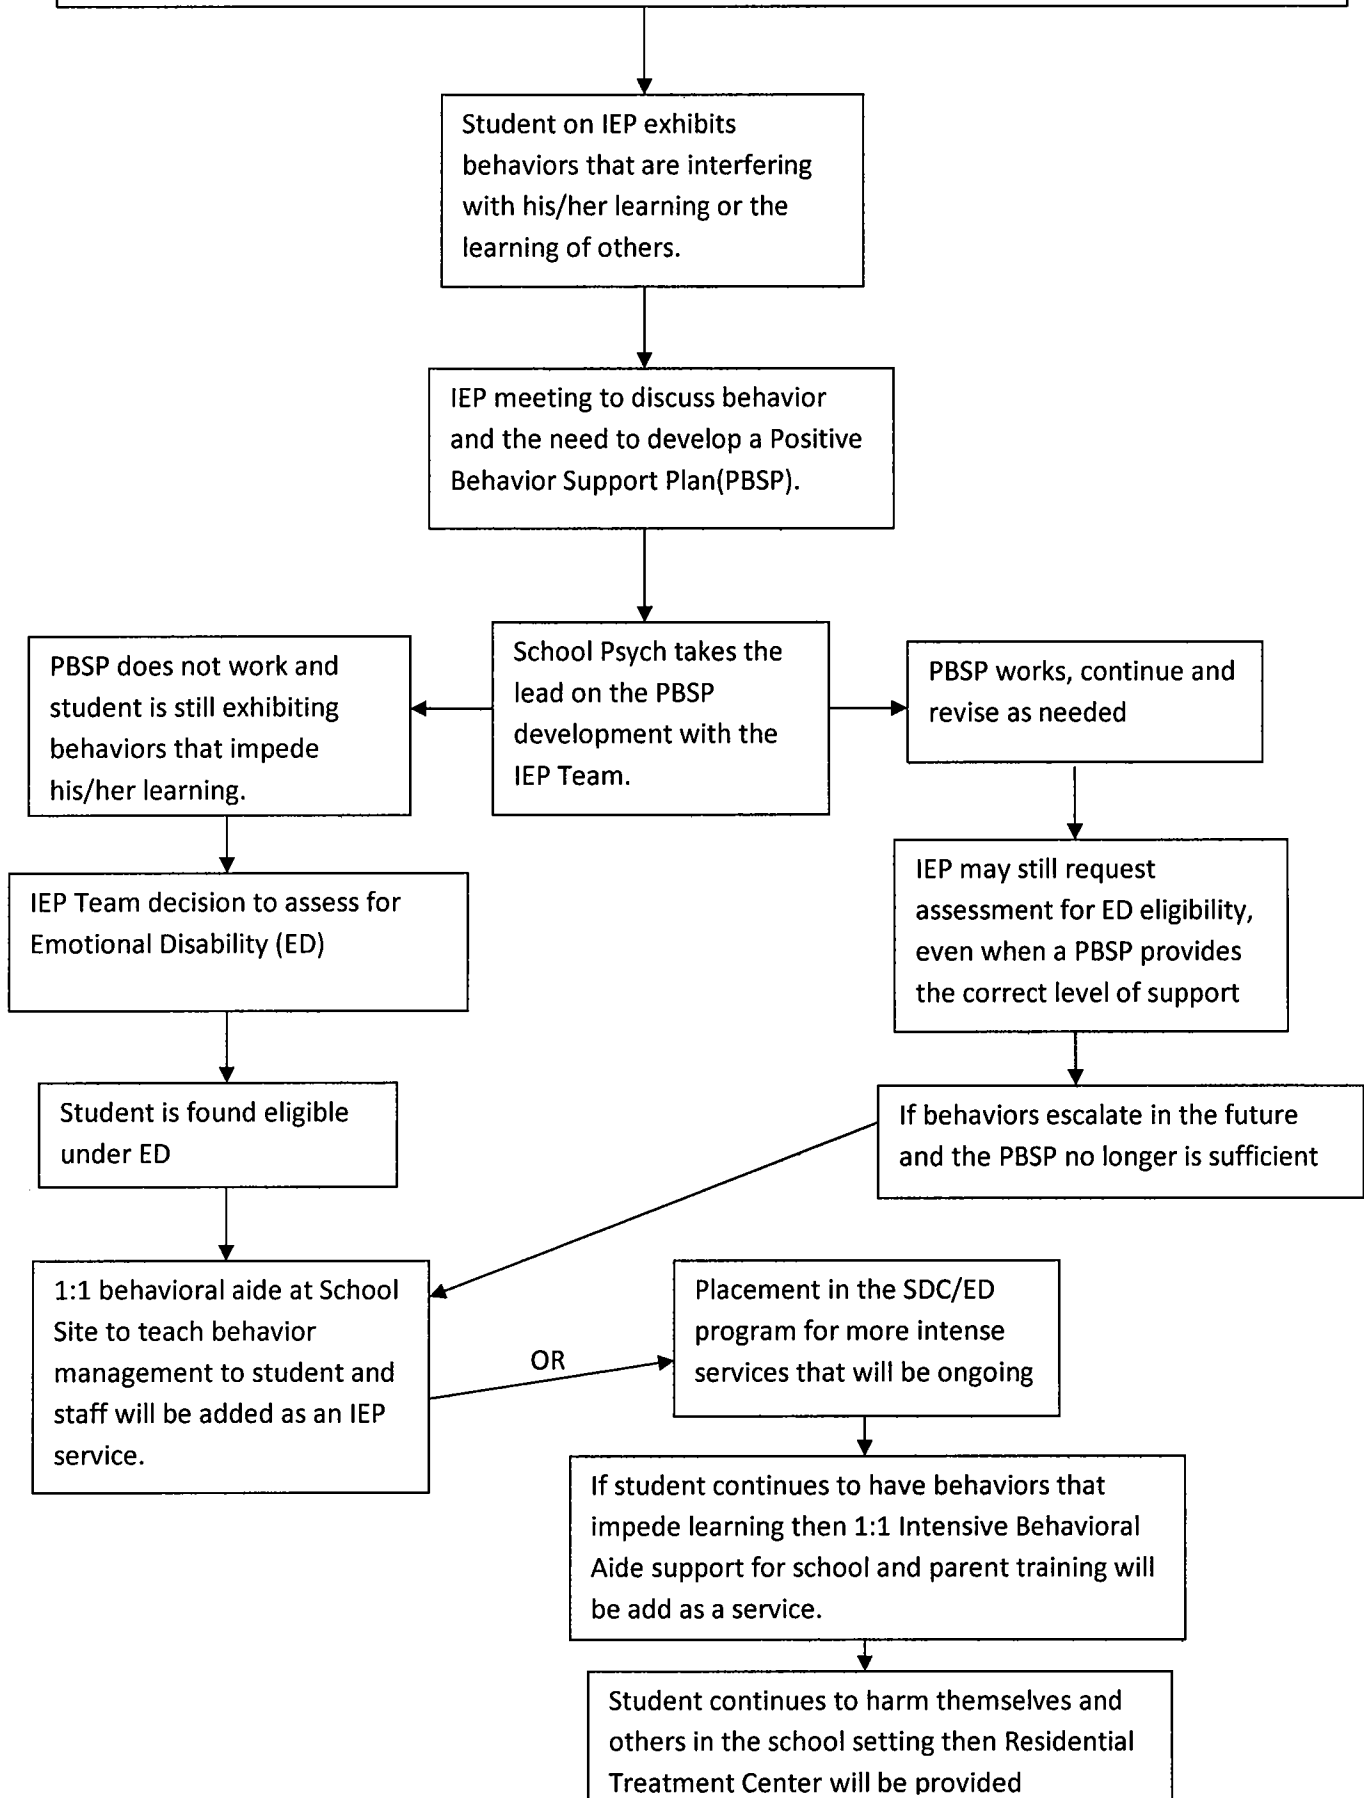 Student on IEP exhibits
behaviors that are interfering
with his/her learning or the
learning of others.
IEP meeting to discuss behavior
and the need to develop a Positive
Behavior Support Plan(PBSP).
School Psych takes the
lead on the PBSP
development with the
IEP Team.
PBSP does not work and
student is still exhibiting
behaviors that impede
his/her learning.
PBSP works, continue and
revise as needed
IEP Team decision to assess for
Emotional Disability (ED)
IEP may still request
assessment for ED eligibility,
even when a PBSP provides
the correct level of support
Student is found eligible
under ED
If behaviors escalate in the future
and the PBSP no longer is sufficient
1:1 behavioral aide at School
Site to teach behavior
management to student and
staff will be added as an IEP
service.
OR
Placement in the SDC/ED
program for more intense
services that will be ongoing
If student continues to have behaviors that
impede learning then 1:1 Intensive Behavioral
Aide support for school and parent training will
be add as a service.
Student continues to harm themselves and
others in the school setting then Residential
Treatment Center will be provided